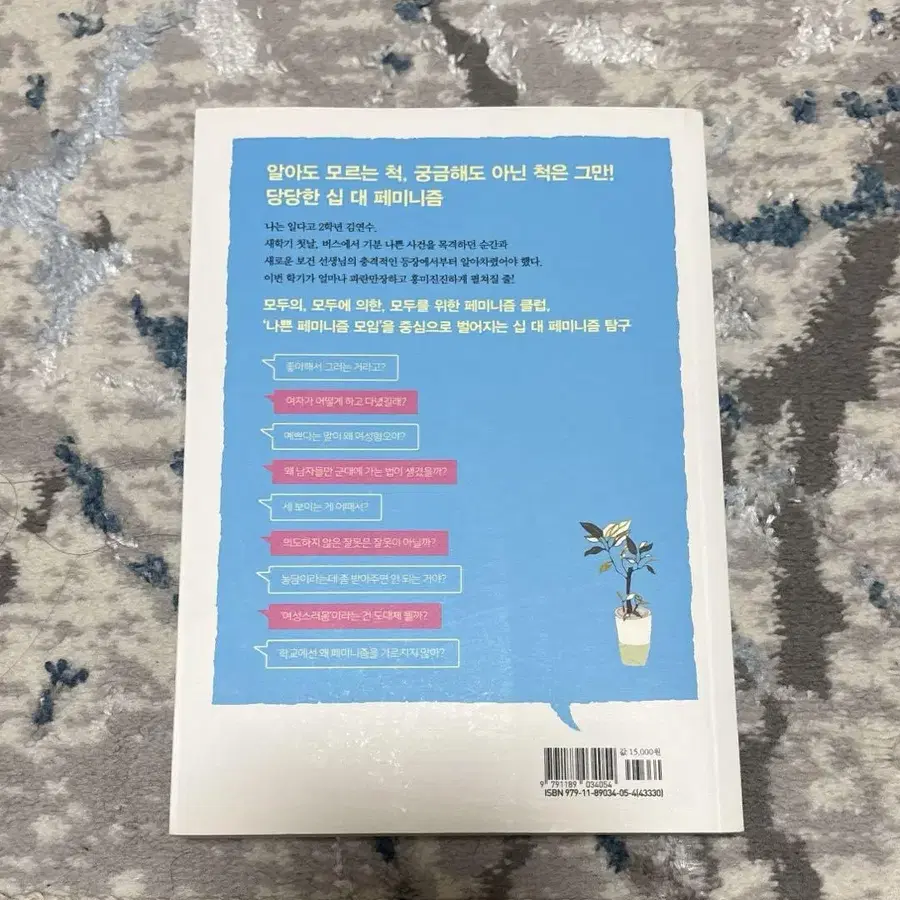 알아도 모르는 척, 궁금해도 아닌 척은 그만!
당당한 십 대 페미니즘
나는 일다고 2학년 김연수.
새학기 첫날, 버스에서 기분 나쁜 사건을 목격하던 순간과
새로운 보건 선생님의 충격적인 등장에서부터 알아차렸어야 했다.
이번 학기가 얼마나 파란만장하고 흥미진진하게 펼쳐질 줄!
모두의, 모두에 의한, 모두를 위한 페미니즘 클럽,
'나쁜 페미니즘 모임'을 중심으로 벌어지는 십 대 페미니즘 탐구
좋아해서 그러는 거라고?
여자가 어떻게 하고 다녔길래?
예쁘다는 말이 왜 여성혐오야?
왜 남자들만 군대에 가는 법이 생겼을까?
세 보이는 게 어때서?
의도하지 않은 잘못은 잘못이 아닐까?
농담이라는데 좀 받아주면 안 되는 거야?
'여성스러움'이라는 건 도대체 뭘까?
학교에선 왜 페미니즘을 가르치지 않아?
값 15,000원
9 791189 034054
ISBN 979-11-89034-05-4(43330)